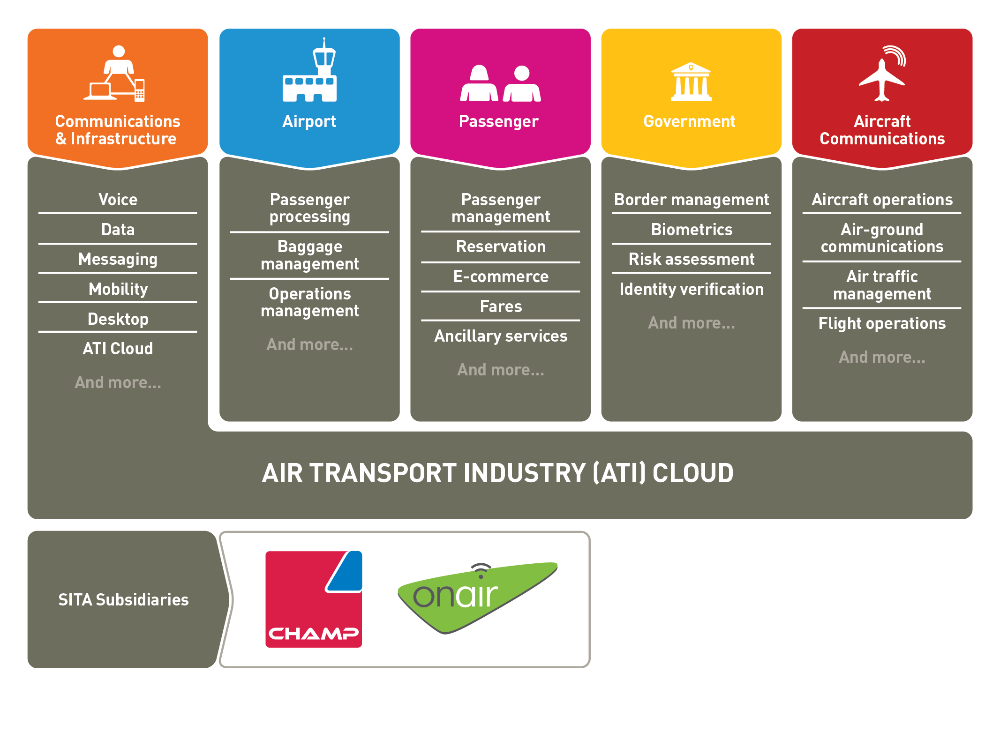 Communications
& Infrastructure
Voice
Data
Messaging
Mobility
Desktop
ATI Cloud
And more...
Airport
Passenger
processing
Baggage
management
Operations
management
And more...
Passenger
Passenger
management
Reservation
E-commerce
Fares
Ancillary services
And more...
Government
Border management
Biometrics
Risk assessment
Identity verification
And more...
Aircraft
Communications
Aircraft operations
Air-ground
communications
Air traffic
management
Flight operations
And more...
AIR TRANSPORT INDUSTRY (ATI) CLOUD
SITA Subsidiaries
CHAMP
onair